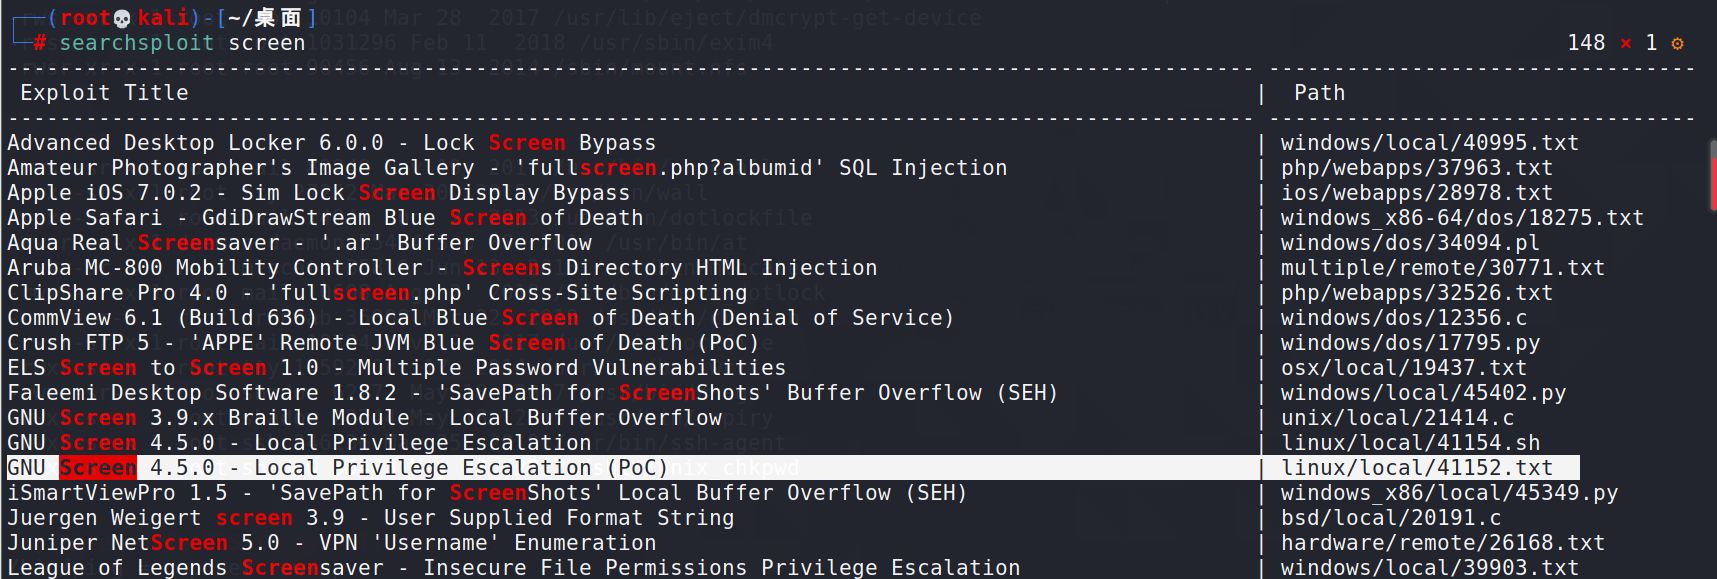 (root💀kali)-[~/桌面]
# searchsploit screen 148 × 1 ⚙
Exploit Title | Path
Advanced Desktop Locker 6.0.0 - Lock Screen Bypass | windows/local/40995.txt
Amateur Photographer's Image Gallery - 'fullscreen.php?albumid' SQL Injection | php/webapps/37963.txt
Apple iOS 7.0.2 - Sim Lock Screen Display Bypass | ios/webapps/28978.txt
Apple Safari - GdiDrawStream Blue Screen of Death | windows_x86-64/dos/18275.txt
Aqua Real Screensaver - '.ar' Buffer Overflow | windows/dos/34094.pl
Aruba MC-800 Mobility Controller - Screens Directory HTML Injection | multiple/remote/30771.txt
ClipShare Pro 4.0 - 'fullscreen.php' Cross-Site Scripting | php/webapps/32526.txt
CommView 6.1 (Build 636) - Local Blue Screen of Death (Denial of Service) | windows/dos/12356.c
Crush FTP 5 - 'APPE' Remote JVM Blue Screen of Death (PoC) | windows/dos/17795.py
ELS Screen to Screen 1.0 - Multiple Password Vulnerabilities | osx/local/19437.txt
Faleemi Desktop Software 1.8.2 - 'SavePath for ScreenShots' Buffer Overflow (SEH) | windows/local/45402.py
GNU Screen 3.9.x Braille Module - Local Buffer Overflow | unix/local/21414.c
GNU Screen 4.5.0 - Local Privilege Escalation | linux/local/41154.sh
GNU Screen 4.5.0 - Local Privilege Escalation (PoC) | linux/local/41152.txt
iSmartViewPro 1.5 - 'SavePath for ScreenShots' Local Buffer Overflow (SEH) | windows_x86/local/45349.py
Juergen Weigert screen 3.9 - User Supplied Format String | bsd/local/20191.c
Juniper NetScreen 5.0 - VPN 'Username' Enumeration | hardware/remote/26168.txt
League of Legends Screensaver - Insecure File Permissions Privilege Escalation | windows/local/39903.txt